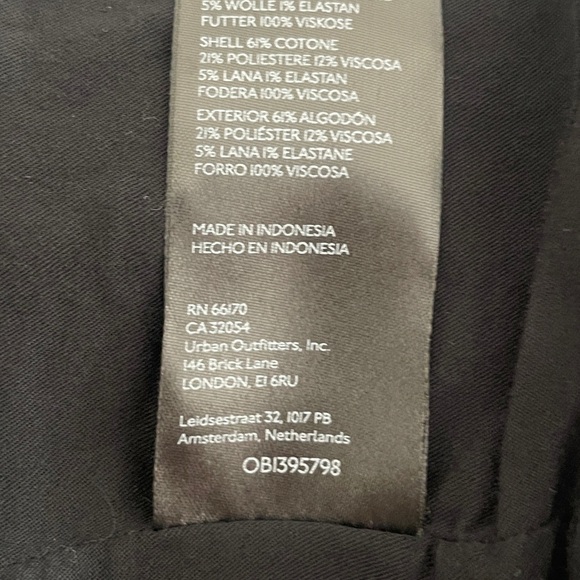 5% WOLLE 1% ELASTAN
FUTTER 100% VISKOSE
SHELL 61% COTONE
21% POLIESTERE 12% VISCOSA
5% LANA 1% ELASTAN
FODERA 100% VISCOSA
EXTERIOR 61% ALGODÓN
21% POLIÉSTER 12% VISCOSA
5% LANA 1% ELASTANE
FORRO 100% VISCOSA
MADE IN INDONESIA
HECHO EN INDONESIA
RN 66170
CA 32054
Urban Outfitters, Inc.
146 Brick Lane
LONDON, E1 6RU
Leidsestraat 32, 1017 PB
Amsterdam, Netherlands
OB1395798